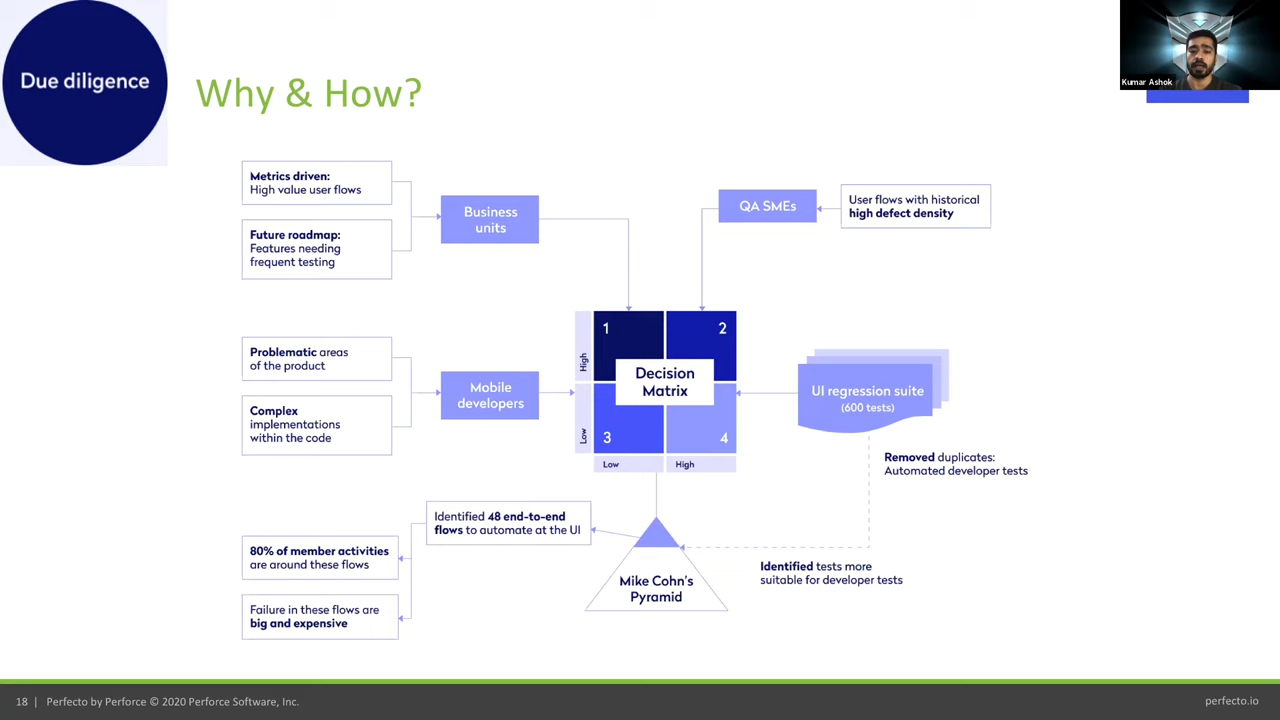 Due diligence
Why & How?
Kumar Ashok
Metrics driven:
High value user flows
Future roadmap:
Features needing
frequent testing
Business
units
QA SMEs
User flows with historical
high defect density
Problematic areas
of the product
Complex
implementations
within the code
Mobile
developers
High
Low
1
2
Decision
Matrix
3
4
Low
High
UI regression suite
(600 tests)
Removed duplicates:
Automated developer tests
Identified 48 end-to-end
flows to automate at the UI
80% of member activities
are around these flows
Failure in these flows are
big and expensive
Mike Cohn's
Pyramid
Identified tests more
suitable for developer tests
18 | Perfecto by Perforce © 2020 Perforce Software, Inc.
perfecto.io